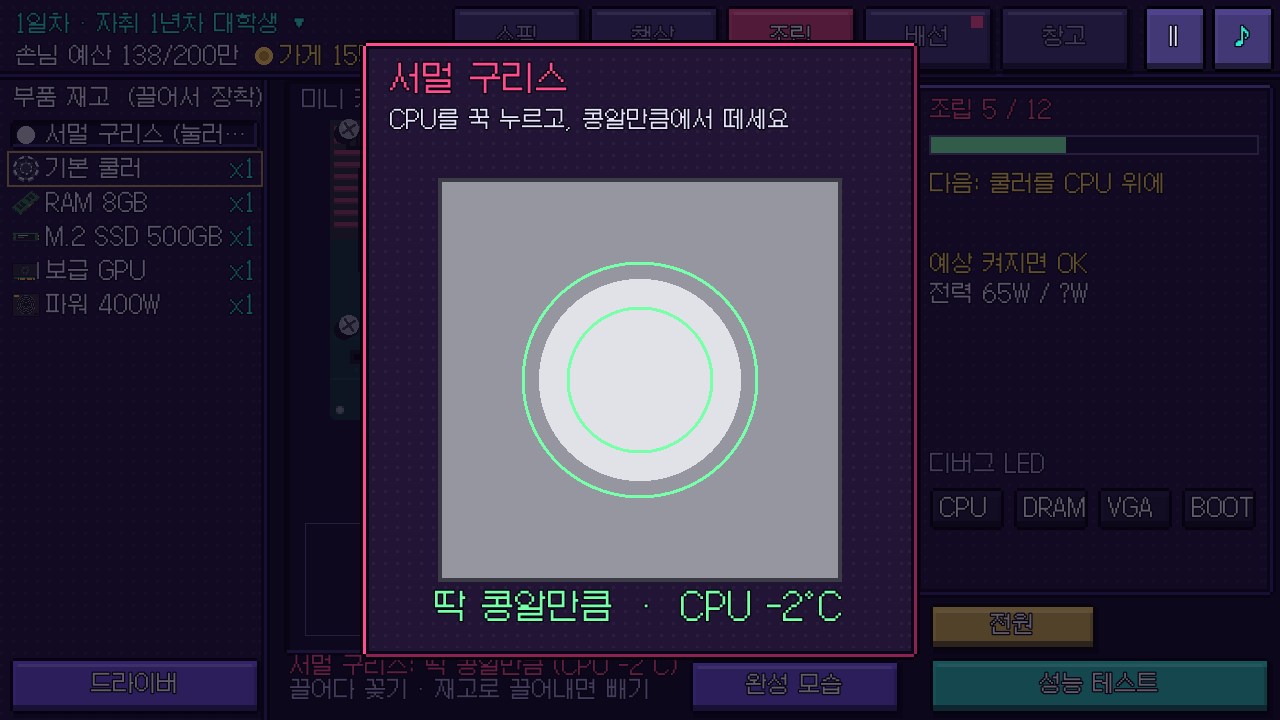 1일차 · 자취 1년차 대학생 ▼
손님 예산 138/200만 가게 15
쇼핑
책상
조립
배선
창고
서멀 구리스
CPU를 꾹 누르고, 콩알만큼에서 떼세요
부품 재고 (끌어서 장착)
서멀 구리스 (눌러…
기본 쿨러 x1
RAM 8GB x1
M.2 SSD 500GB x1
보급 GPU x1
파워 400W x1
미니
조립 5 / 12
다음: 쿨러를 CPU 위에
예상 켜지면 OK
전력 65W / ?W
디버그 LED
CPU
DRAM
VGA
BOOT
딱 콩알만큼 · CPU -2°C
전원
드라이버
서멀 구리스: 딱 콩알만큼 (CPU -2°C)
끌어다 꽂기 · 재고로 끌어내면 빼기
완성 모습
성능 테스트